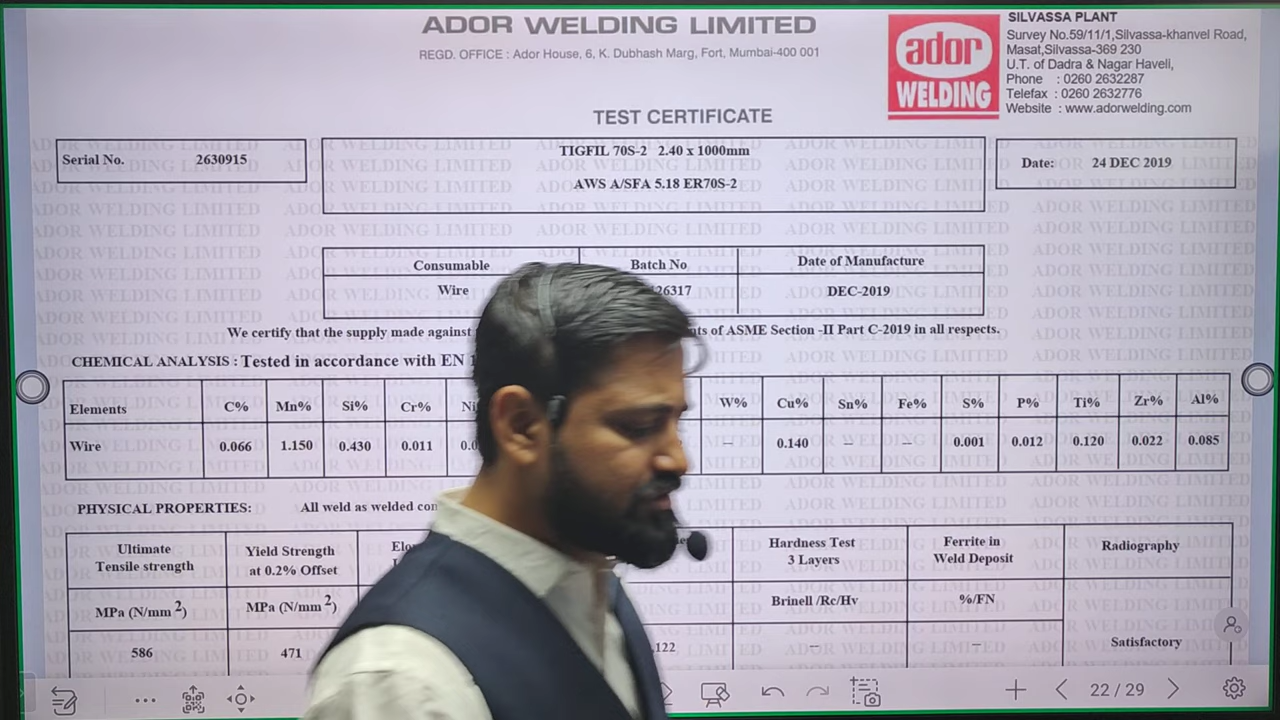 ADOR WELDING LIMITED
REGD. OFFICE : Ador House, 6, K. Dubhash Marg, Fort, Mumbai-400 001
ador
WELDING
SILVASSA PLANT
Survey No.59/11/1,Silvassa-khanvel Road,
Masat,Silvassa-369 230
U.T. of Dadra & Nagar Haveli,
Phone : 0260 2632287
Telefax : 0260 2632776
Website : www.adorwelding.com
TEST CERTIFICATE
Serial No. 2630915
TIGFIL 70S-2 2.40 x 1000mm
AWS A/SFA 5.18 ER70S-2
Date: 24 DEC 2019
Consumable Batch No Date of Manufacture
Wire 26317 DEC-2019
We certify that the supply made against of ASME Section -II Part C-2019 in all respects.
CHEMICAL ANALYSIS : Tested in accordance with EN
Elements C% Mn% Si% Cr% W% Cu% Sn% Fe% S% P% Ti% Zr% Al%
Wire 0.066 1.150 0.430 0.011 – 0.140 – – 0.001 0.012 0.120 0.022 0.085
PHYSICAL PROPERTIES: All weld as welded
Ultimate
Tensile strength
Yield Strength
at 0.2% Offset
Hardness Test
3 Layers
Ferrite in
Weld Deposit
Radiography
MPa (N/mm²) MPa (N/mm²) Brinell /Rc/Hv %/FN
586 471 122 – – Satisfactory
22 / 29